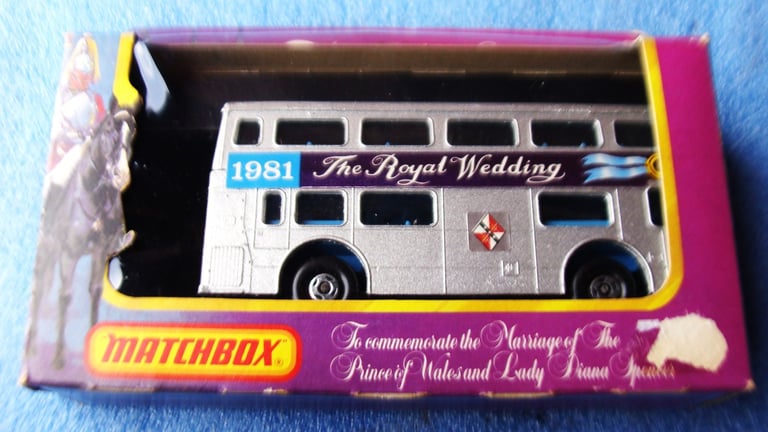 1981 The Royal Wedding
MATCHBOX
To commemorate the Marriage of The
Prince of Wales and Lady Diana Spencer